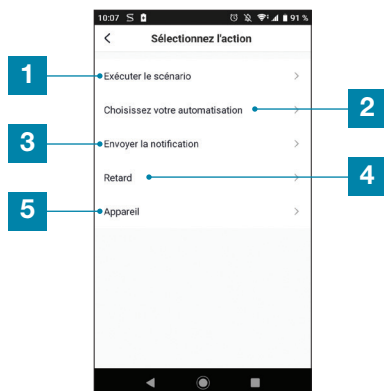 10:07 91 %
Sélectionnez l'action
1
Exécuter le scénario
Choisissez votre automatisation
2
3
Envoyer la notification
Retard
4
5
Appareil